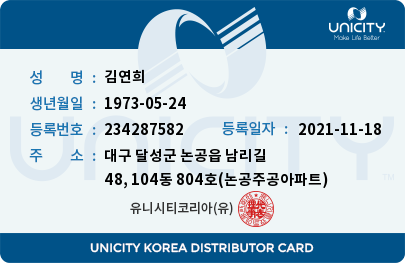 UNICITY
Make Life Better
성 명 : 김연희
생년월일 : 1973-05-24
등록번호 : 234287582 등록일자 : 2021-11-18
주 소 : 대구 달성군 논공읍 남리길
48, 104동 804호(논공주공아파트)
유니시티코리아(유)
UNICITY
UNICITY KOREA DISTRIBUTOR CARD